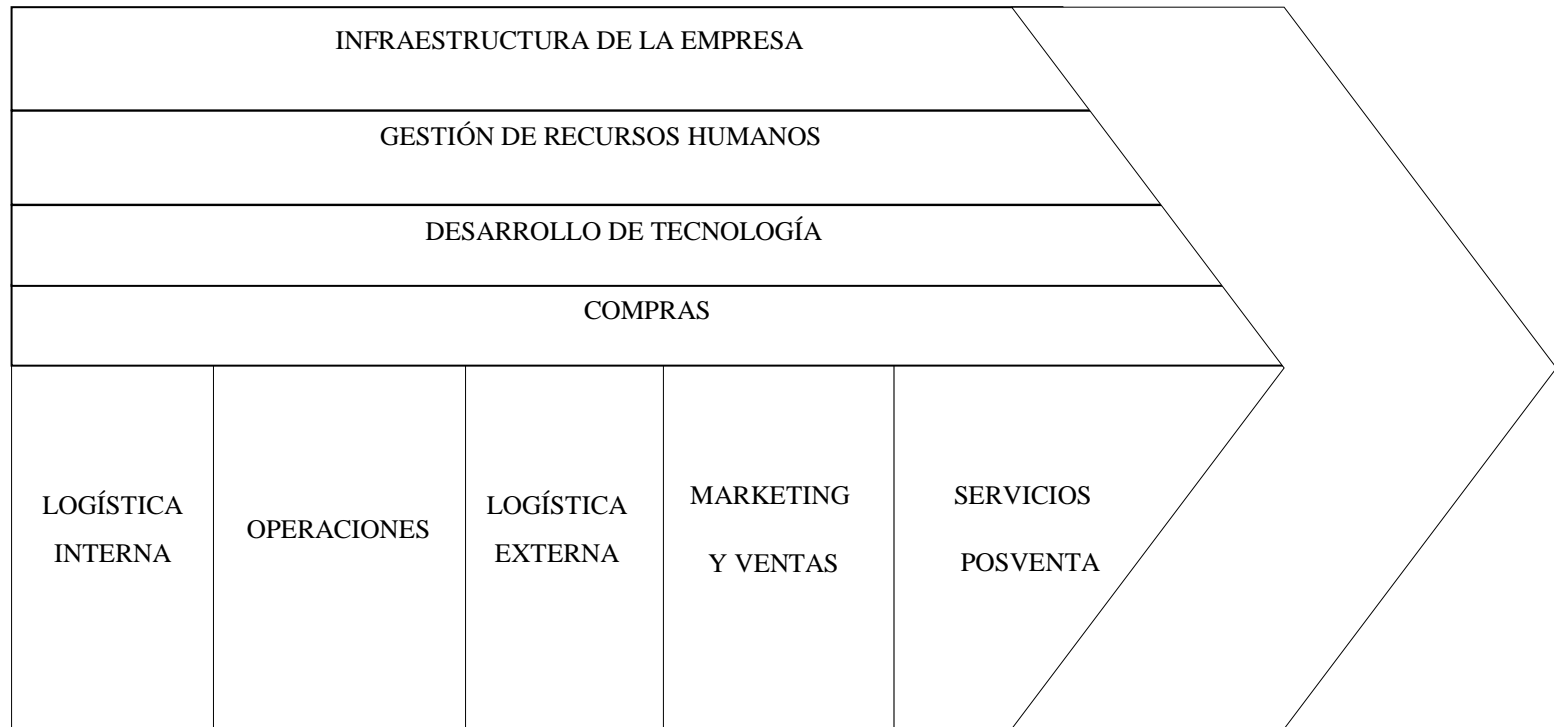 INFRAESTRUCTURA DE LA EMPRESA
GESTIÓN DE RECURSOS HUMANOS
DESARROLLO DE TECNOLOGÍA
COMPRAS
LOGÍSTICA
INTERNA
OPERACIONES
LOGÍSTICA
EXTERNA
MARKETING
Y VENTAS
SERVICIOS
POSVENTA